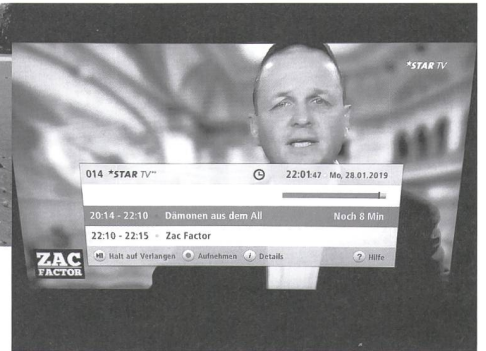 *STAR TV
014 *STAR TV™ 22:01:47 Mo, 28.01.2019
20:14 - 22:10 Dämonen aus dem All Noch 8 Min
22:10 - 22:15 Zac Factor
Halt auf Verlangen Aufnehmen i Details ? Hilfe
ZAC
FACTOR